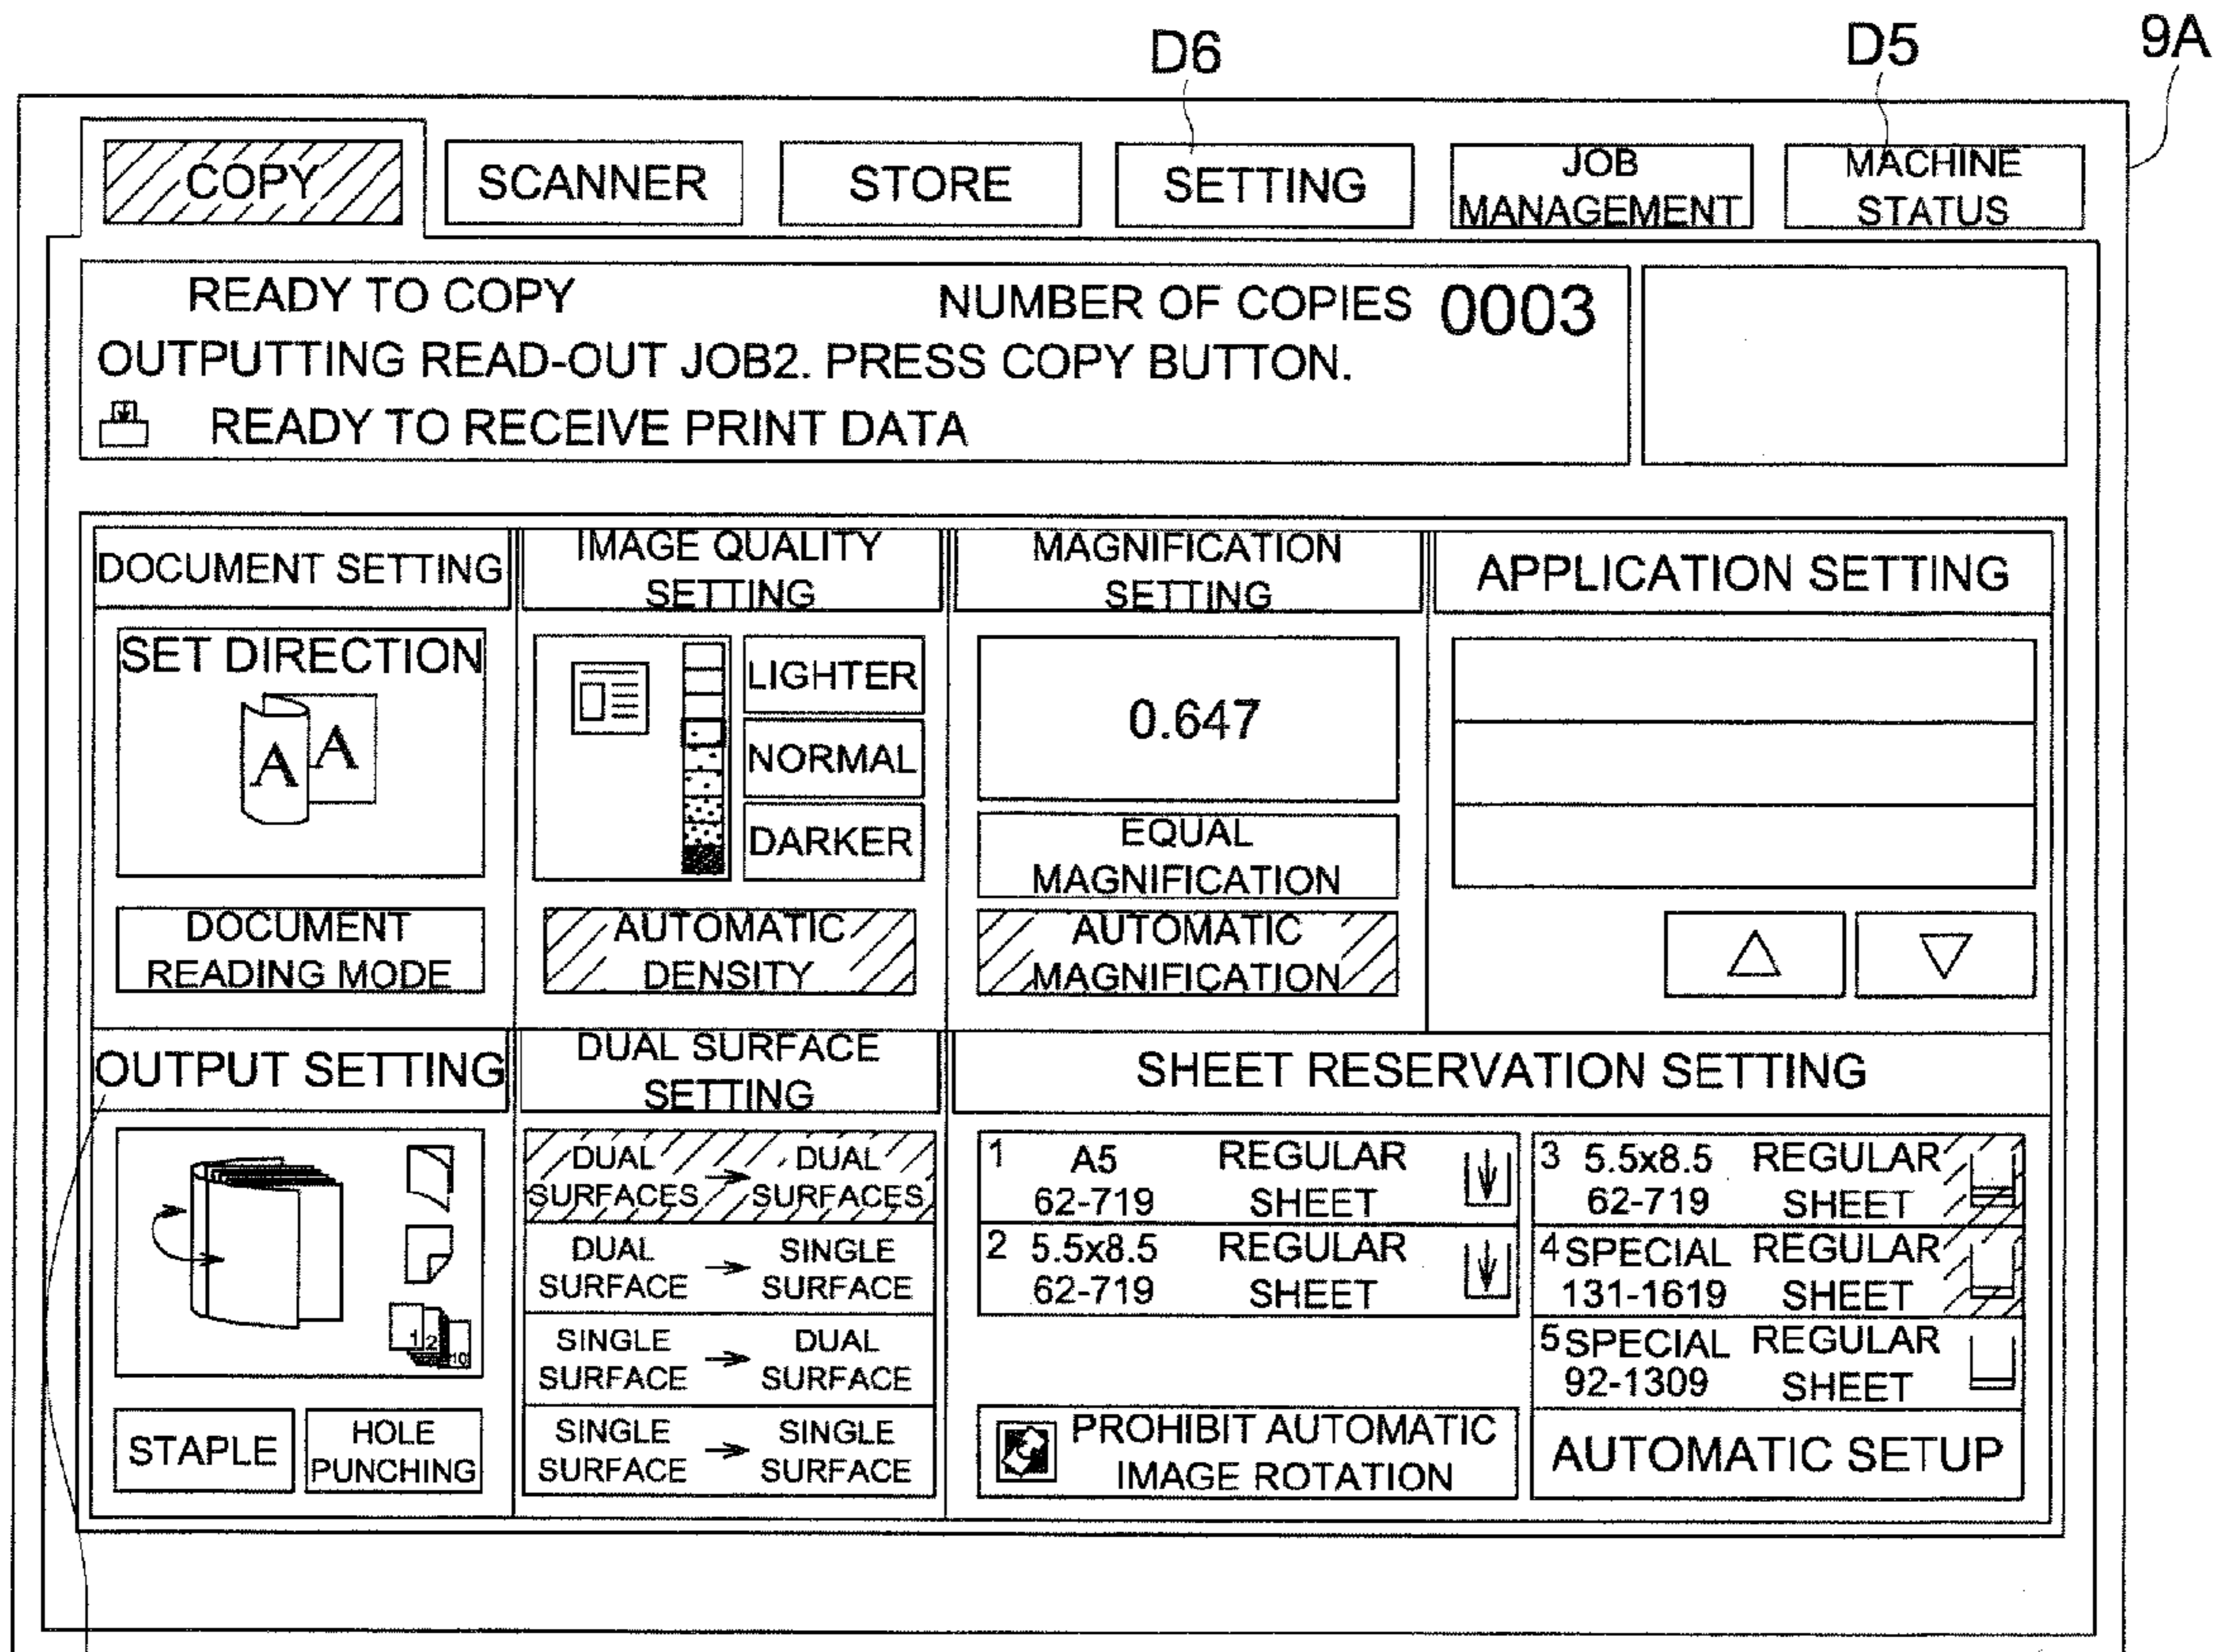 D6
D5
9A
COPY
SCANNER
STORE
SETTING
JOB
MANAGEMENT
MACHINE
STATUS
READY TO COPY
NUMBER OF COPIES 0003
OUTPUTTING READ-OUT JOB2. PRESS COPY BUTTON.
READY TO RECEIVE PRINT DATA
DOCUMENT SETTING
SET DIRECTION
A A
DOCUMENT
READING MODE
IMAGE QUALITY
SETTING
LIGHTER
NORMAL
DARKER
AUTOMATIC
DENSITY
MAGNIFICATION
SETTING
0.647
EQUAL
MAGNIFICATION
AUTOMATIC
MAGNIFICATION
APPLICATION SETTING
OUTPUT SETTING
1 2 10
STAPLE
HOLE
PUNCHING
DUAL SURFACE
SETTING
DUAL → DUAL
SURFACES SURFACES
DUAL → SINGLE
SURFACE SURFACE
SINGLE → DUAL
SURFACE SURFACE
SINGLE → SINGLE
SURFACE SURFACE
SHEET RESERVATION SETTING
1 A5 REGULAR
62-719 SHEET
2 5.5x8.5 REGULAR
62-719 SHEET
PROHIBIT AUTOMATIC
IMAGE ROTATION
3 5.5x8.5 REGULAR
62-719 SHEET
4 SPECIAL REGULAR
131-1619 SHEET
5 SPECIAL REGULAR
92-1309 SHEET
AUTOMATIC SETUP